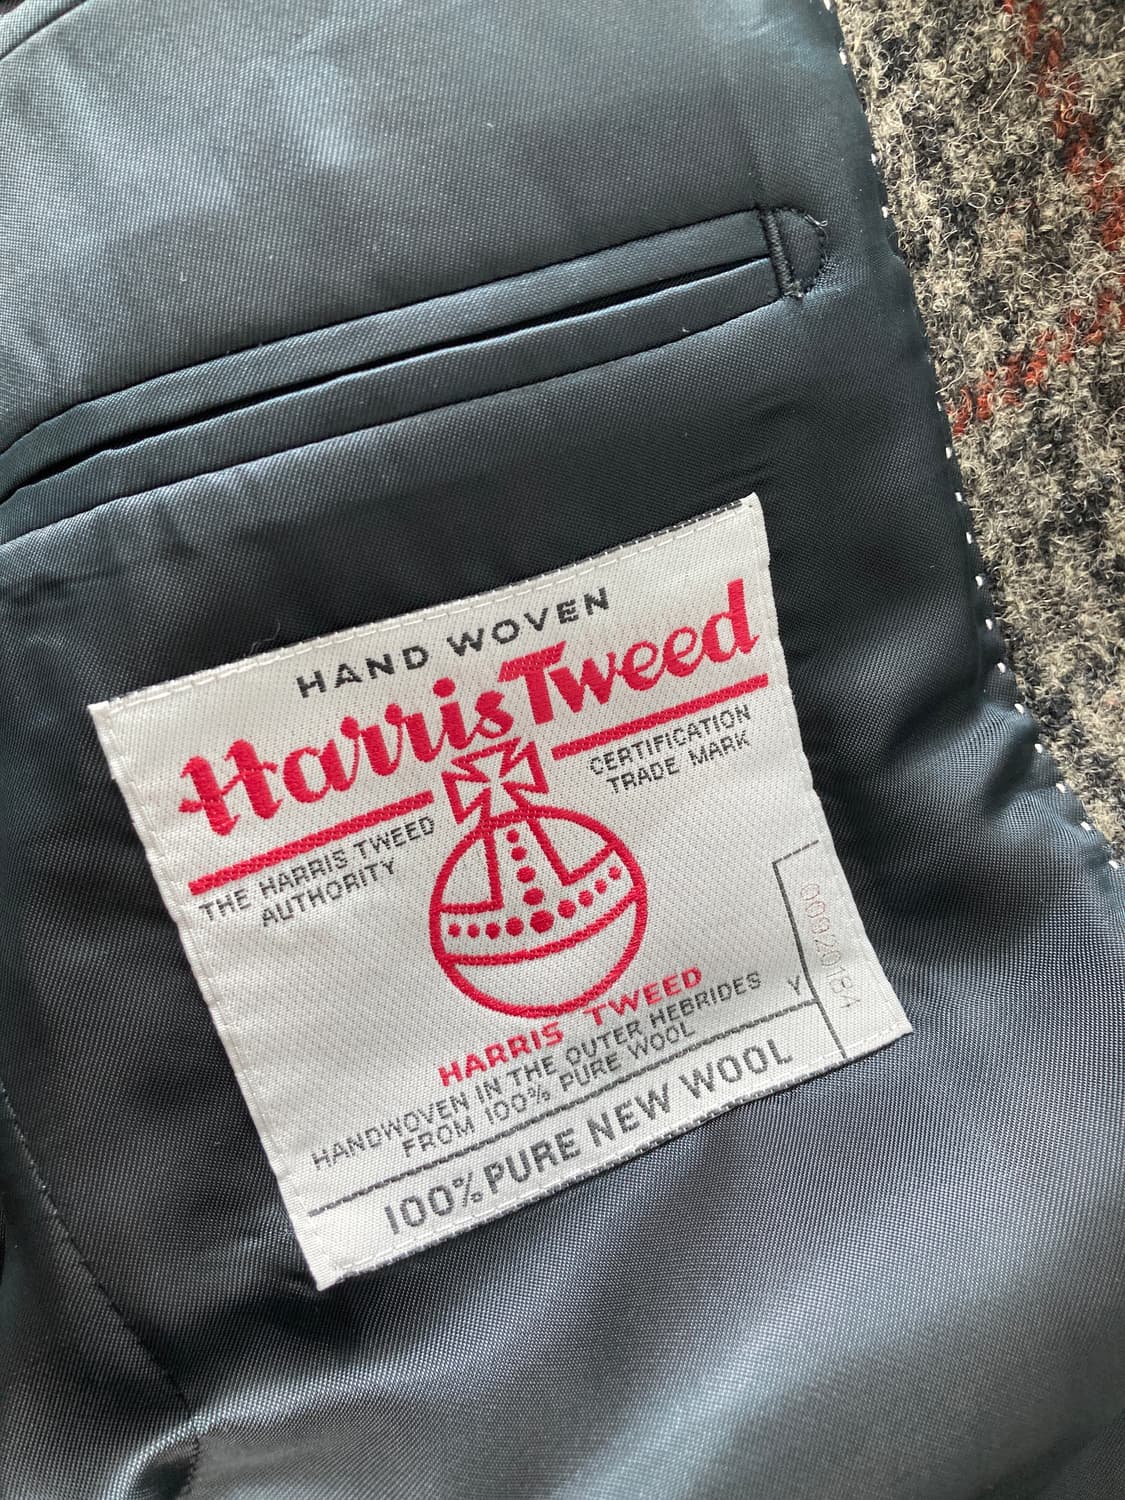 HAND WOVEN
Harris Tweed
CERTIFICATION
TRADE MARK
THE HARRIS TWEED
AUTHORITY
HARRIS TWEED
HANDWOVEN IN THE OUTER HEBRIDES
FROM 100% PURE WOOL
Y
100% PURE NEW WOOL